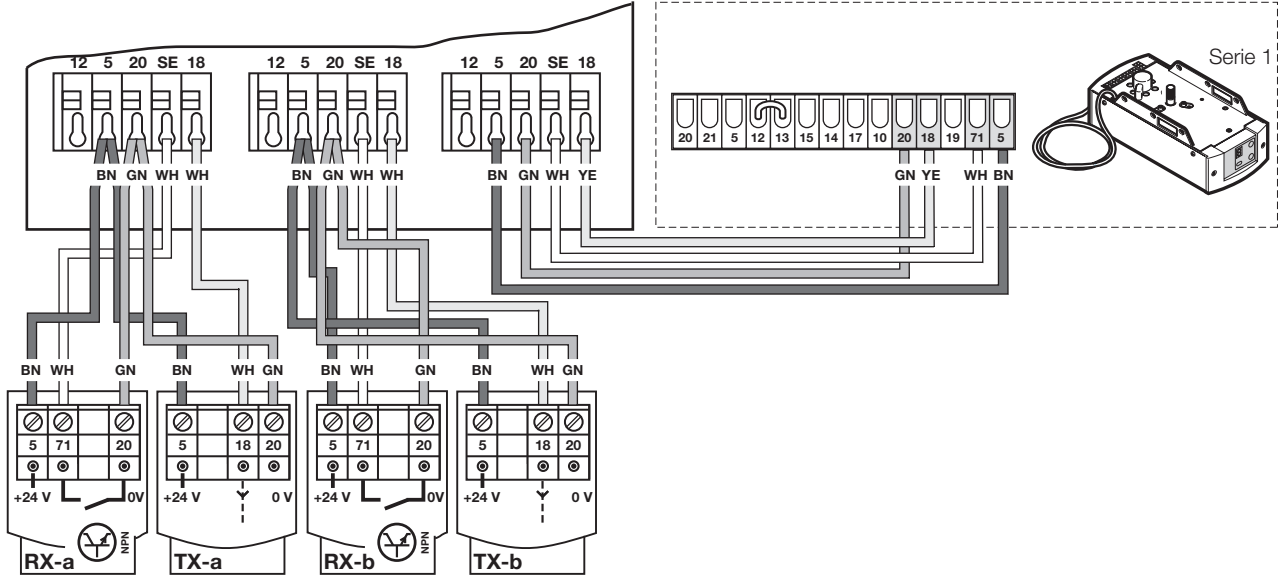 12 5 20 SE 18
12 5 20 SE 18
12 5 20 SE 18
Serie 1
20 21 5 12 13 15 14 17 10 20 18 19 71 5
BN GN WH WH
BN GN WH WH
BN GN WH YE
GN YE WH BN
BN WH GN
BN WH GN
BN WH GN
BN WH GN
5 71 20
5 18 20
5 71 20
5 18 20
+24 V 0V
+24 V 0 V
+24 V 0V
+24 V 0 V
RX-a NPN
TX-a
RX-b NPN
TX-b